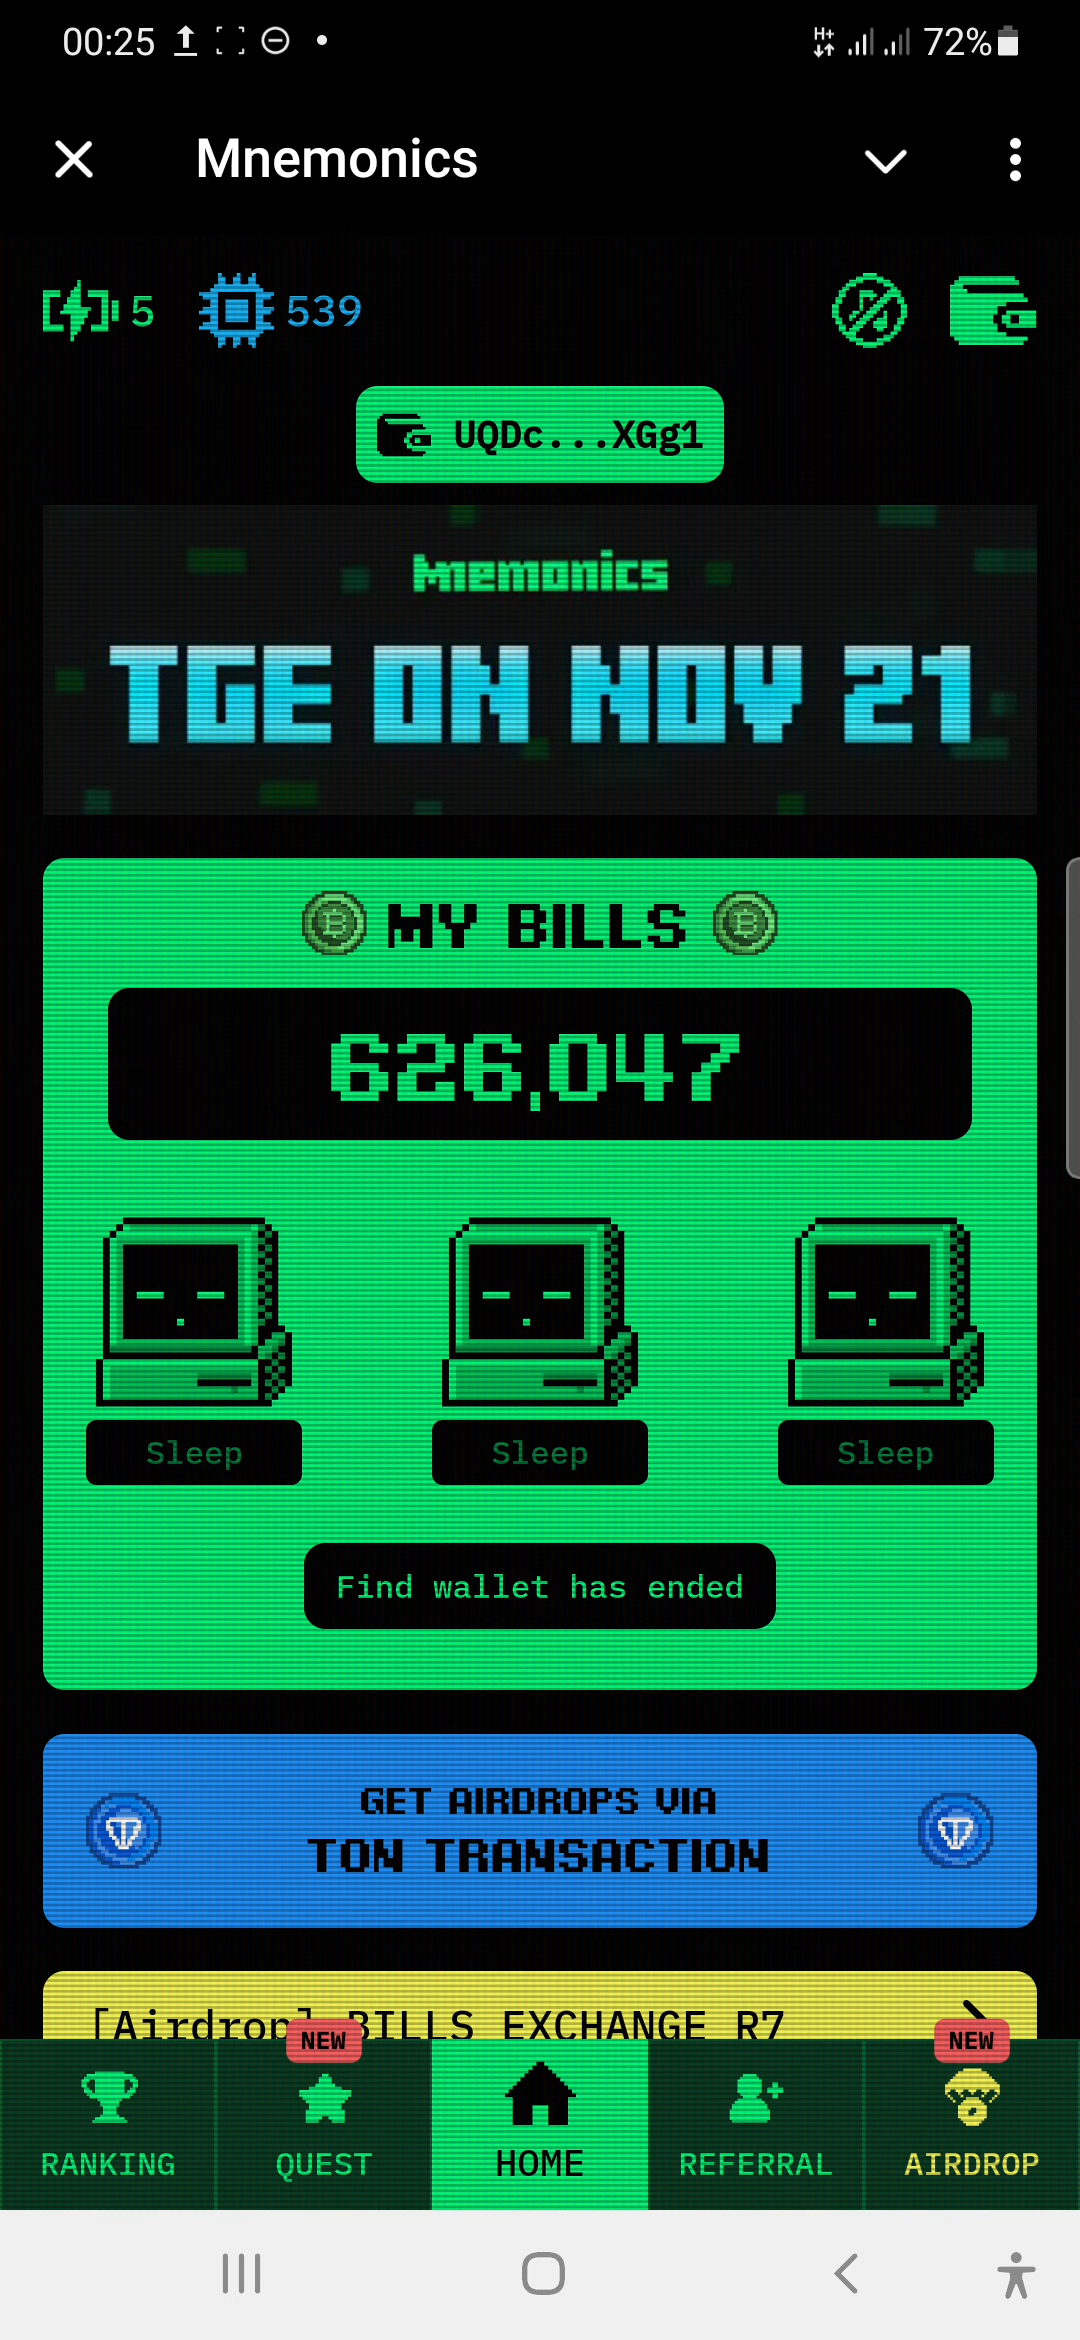 00:25
H+
72%
Mnemonics
5
539
UQDc...XGg1
mnemonics
TGE ON NOV 21
MY BILLS
626,047
Sleep
Sleep
Sleep
Find wallet has ended
GET AIRDROPS VIA
TON TRANSACTION
[Airdrop] BILLS EXCHANGE R7
NEW
NEW
RANKING
QUEST
HOME
REFERRAL
AIRDROP